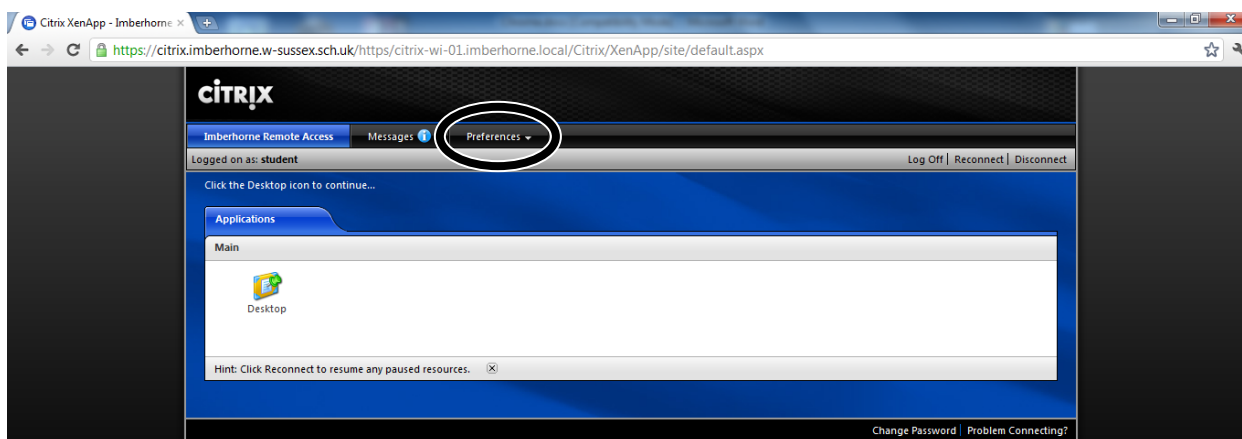 Citrix XenApp - Imberhorne
https://citrix.imberhorne.w-sussex.sch.uk/https/citrix-wi-01.imberhorne.local/Citrix/XenApp/site/default.aspx
CITRIX
Imberhorne Remote Access Messages Preferences
Logged on as: student Log Off | Reconnect | Disconnect
Click the Desktop icon to continue...
Applications
Main
Desktop
Hint: Click Reconnect to resume any paused resources.
Change Password | Problem Connecting?